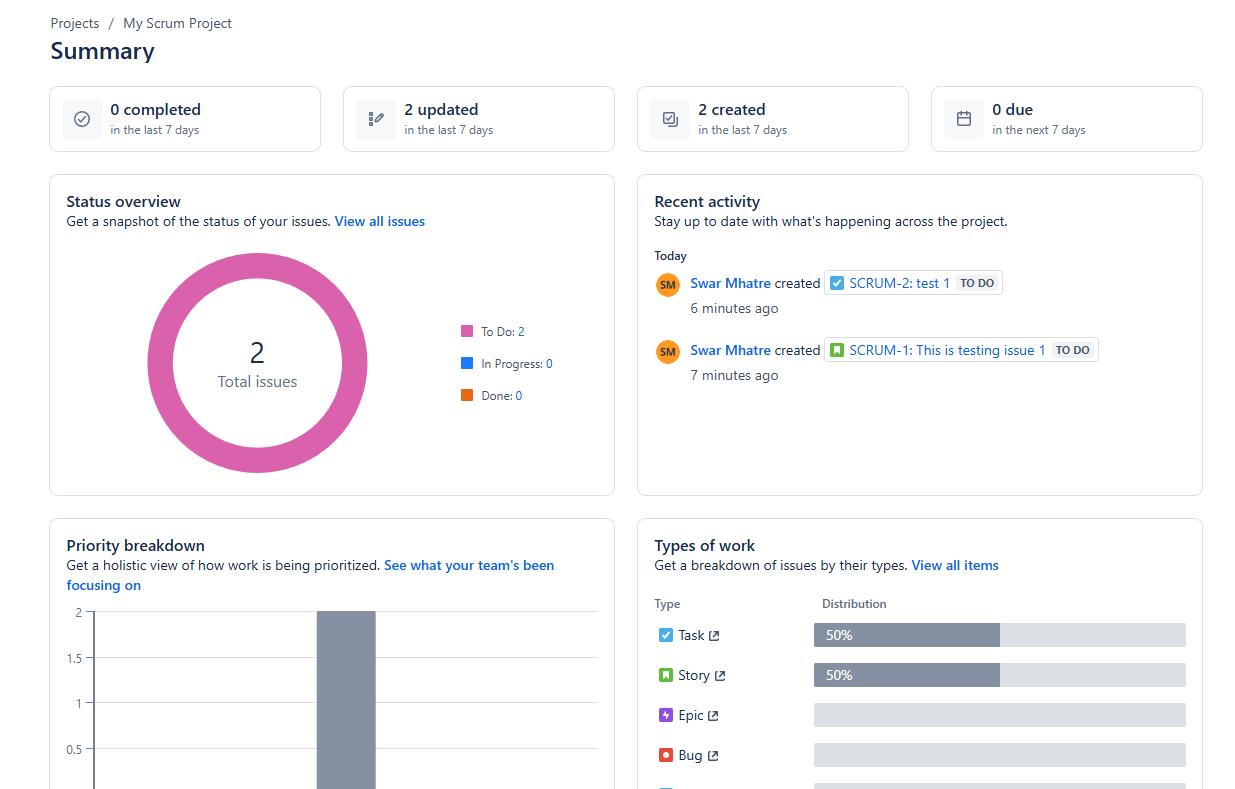 Projects / My Scrum Project
Summary
0 completed
in the last 7 days
2 updated
in the last 7 days
2 created
in the last 7 days
0 due
in the next 7 days
Status overview
Get a snapshot of the status of your issues. View all issues
2
Total issues
To Do: 2
In Progress: 0
Done: 0
Recent activity
Stay up to date with what's happening across the project.
Today
SM Swar Mhatre created SCRUM-2: test 1 TO DO
6 minutes ago
SM Swar Mhatre created SCRUM-1: This is testing issue 1 TO DO
7 minutes ago
Priority breakdown
Get a holistic view of how work is being prioritized. See what your team's been
focusing on
2
1.5
1
0.5
Types of work
Get a breakdown of issues by their types. View all items
Type Distribution
Task 50%
Story 50%
Epic
Bug